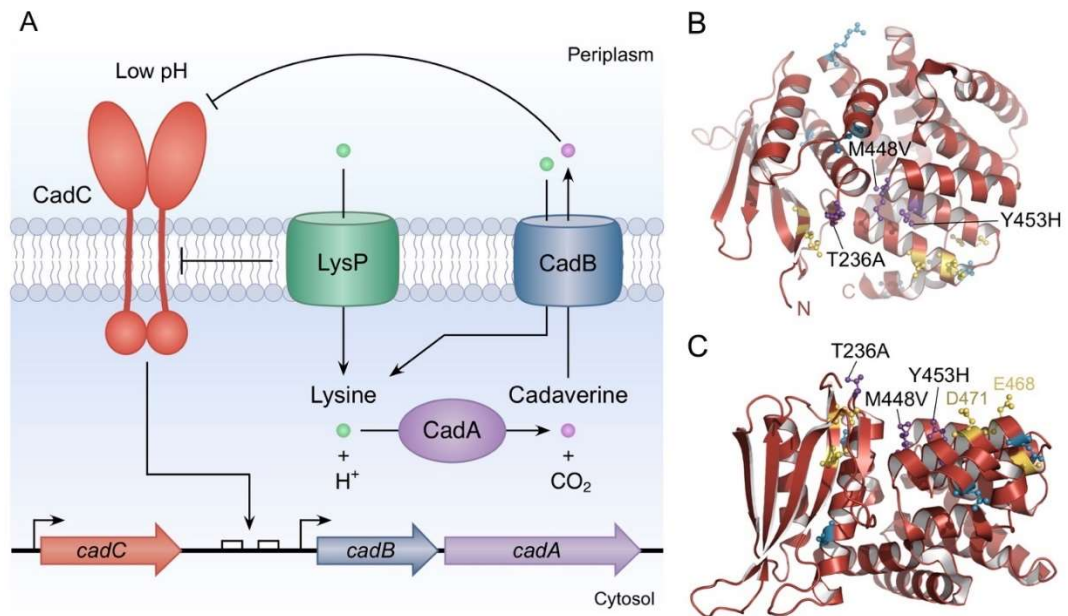 A
Periplasm
Low pH
CadC
LysP
CadB
Lysine
Cadaverine
CadA
+
H⁺
+
CO₂
cadC
cadB
cadA
Cytosol
B
M448V
Y453H
T236A
C
N
C
T236A
M448V
Y453H
E468
D471